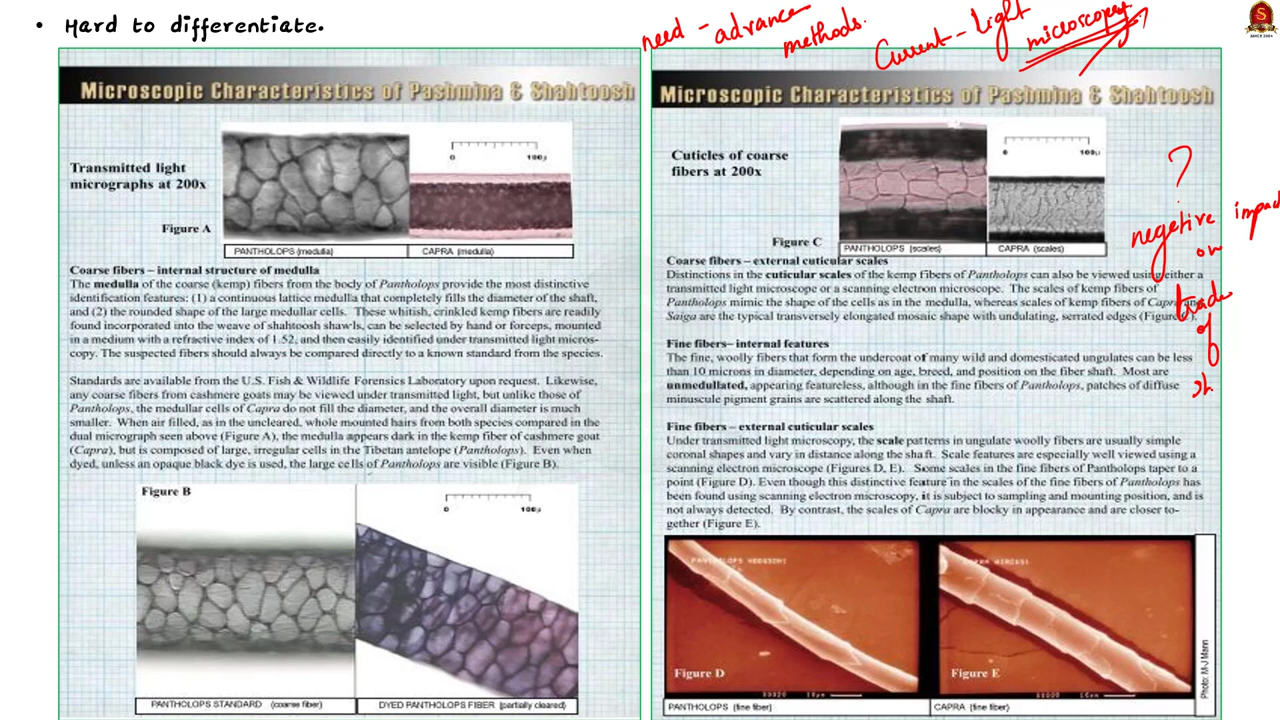 • Hard to differentiate.
need - advance
methods.
Current - Light
microscopy
S
SINCE 2004
Microscopic Characteristics of Pashmina & Shahtoosh
Transmitted light
micrographs at 200x
0 100µ
Figure A
PANTHOLOPS (medulla) CAPRA (medulla)
Coarse fibers – internal structure of medulla
The medulla of the coarse (kemp) fibers from the body of Pantholops provide the most distinctive
identification features: (1) a continuous lattice medulla that completely fills the diameter of the shaft,
and (2) the rounded shape of the large medullar cells. These whitish, crinkled kemp fibers are readily
found incorporated into the weave of shahtoosh shawls, can be selected by hand or forceps, mounted
in a medium with a refractive index of 1.52, and then easily identified under transmitted light micros-
copy. The suspected fibers should always be compared directly to a known standard from the species.
Standards are available from the U.S. Fish & Wildlife Forensics Laboratory upon request. Likewise,
any coarse fibers from cashmere goats may be viewed under transmitted light, but unlike those of
Pantholops, the medullar cells of Capra do not fill the diameter, and the overall diameter is much
smaller. When air filled, as in the uncleared, whole mounted hairs from both species compared in the
dual micrograph seen above (Figure A), the medulla appears dark in the kemp fiber of cashmere goat
(Capra), but is composed of large, irregular cells in the Tibetan antelope (Pantholops). Even when
dyed, unless an opaque black dye is used, the large cells of Pantholops are visible (Figure B).
Figure B
0 100µ
PANTHOLOPS STANDARD (coarse fiber) DYED PANTHOLOPS FIBER (partially cleared)
Microscopic Characteristics of Pashmina & Shahtoosh
Cuticles of coarse
fibers at 200x
0 100µ
Figure C
PANTHOLOPS (scales) CAPRA (scales)
Coarse fibers – external cuticular scales
Distinctions in the cuticular scales of the kemp fibers of Pantholops can also be viewed using either a
transmitted light microscope or a scanning electron microscope. The scales of kemp fibers of
Pantholops mimic the shape of the cells as in the medulla, whereas scales of kemp fibers of Capra and
Saiga are the typical transversely elongated mosaic shape with undulating, serrated edges (Figure C).
Fine fibers– internal features
The fine, woolly fibers that form the undercoat of many wild and domesticated ungulates can be less
than 10 microns in diameter, depending on age, breed, and position on the fiber shaft. Most are
unmedullated, appearing featureless, although in the fine fibers of Pantholops, patches of diffuse
minuscule pigment grains are scattered along the shaft.
Fine fibers – external cuticular scales
Under transmitted light microscopy, the scale patterns in ungulate woolly fibers are usually simple
coronal shapes and vary in distance along the shaft. Scale features are especially well viewed using a
scanning electron microscope (Figures D, E). Some scales in the fine fibers of Pantholops taper to a
point (Figure D). Even though this distinctive feature in the scales of the fine fibers of Pantholops has
been found using scanning electron microscopy, it is subject to sampling and mounting position, and is
not always detected. By contrast, the scales of Capra are blocky in appearance and are closer to-
gether (Figure E).
Figure D
Figure E
PANTHOLOPS (fine fiber) CAPRA (fine fiber)
Photo: M-J Mann
?
negetive impac
on
trade
of
sh